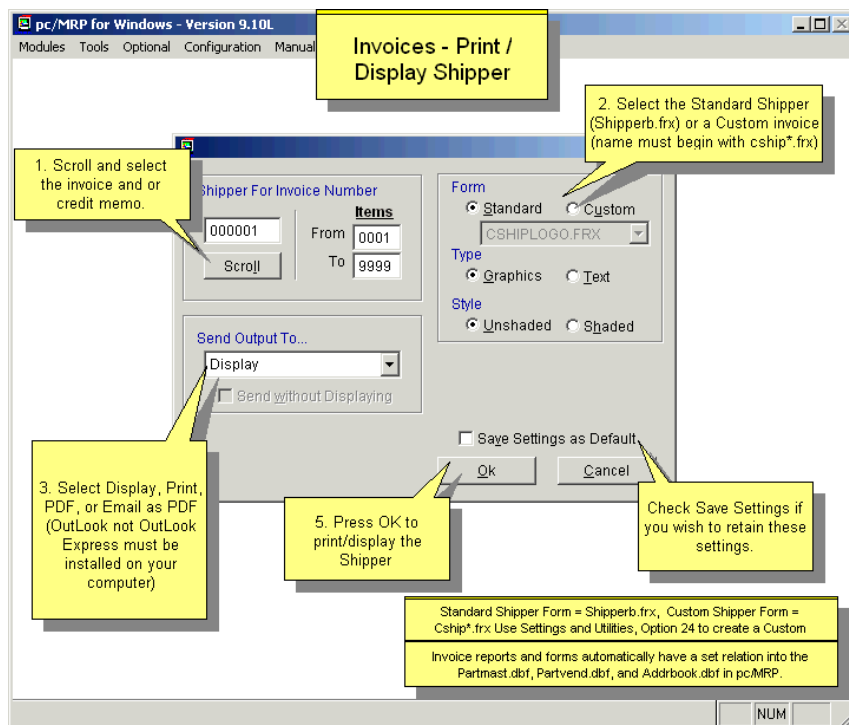 pc/MRP for Windows - Version 9.10L
Modules Tools Optional Configuration Manual
Invoices - Print /
Display Shipper
2. Select the Standard Shipper
(Shipperb.frx) or a Custom invoice
(name must begin with cship*.frx)
1. Scroll and select
the invoice and or
credit memo.
Shipper For Invoice Number
Items
000001
From 0001
Scroll
To 9999
Form
Standard Custom
CSHIPLOGO.FRX
Type
Graphics Text
Style
Unshaded Shaded
Send Output To...
Display
Send without Displaying
Save Settings as Default
Ok Cancel
3. Select Display, Print,
PDF, or Email as PDF
(OutLook not OutLook
Express must be
installed on your
computer)
5. Press OK to
print/display the
Shipper
Check Save Settings if
you wish to retain these
settings.
Standard Shipper Form = Shipperb.frx, Custom Shipper Form =
Cship*.frx Use Settings and Utilities, Option 24 to create a Custom
Invoice reports and forms automatically have a set relation into the
Partmast.dbf, Partvend.dbf, and Addrbook.dbf in pc/MRP.
NUM